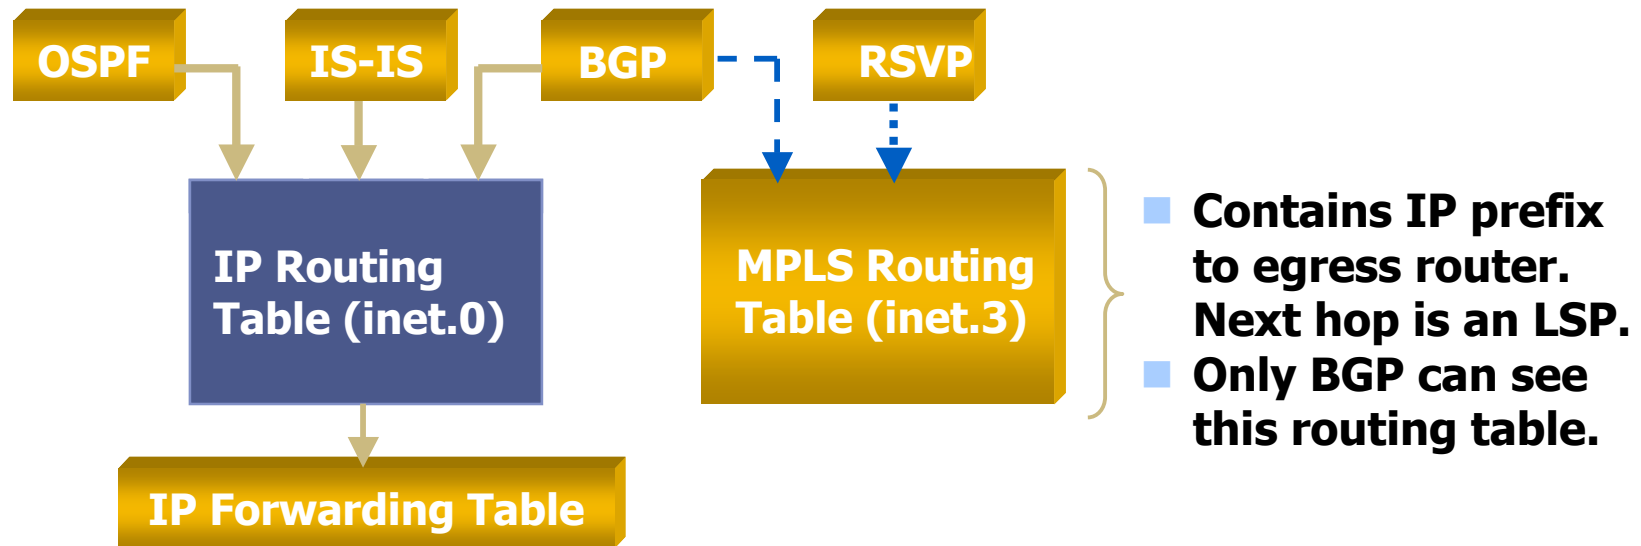 OSPF
IS-IS
BGP
RSVP
IP Routing
Table (inet.0)
MPLS Routing
Table (inet.3)
Contains IP prefix
to egress router.
Next hop is an LSP.
Only BGP can see
this routing table.
IP Forwarding Table